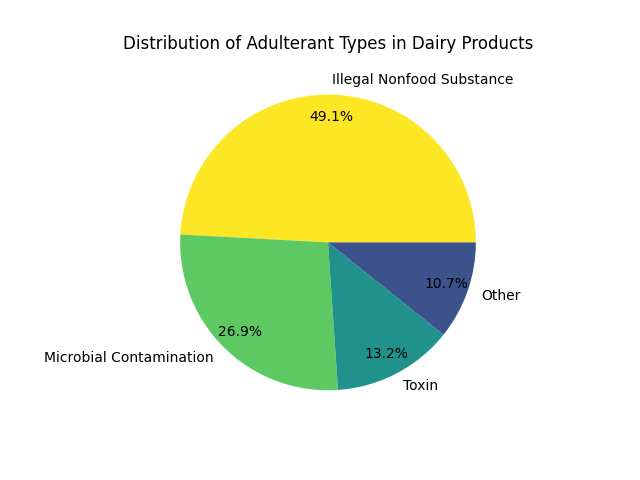 Distribution of Adulterant Types in Dairy Products
Illegal Nonfood Substance
49.1%
10.7%
Other
26.9%
Microbial Contamination
13.2%
Toxin